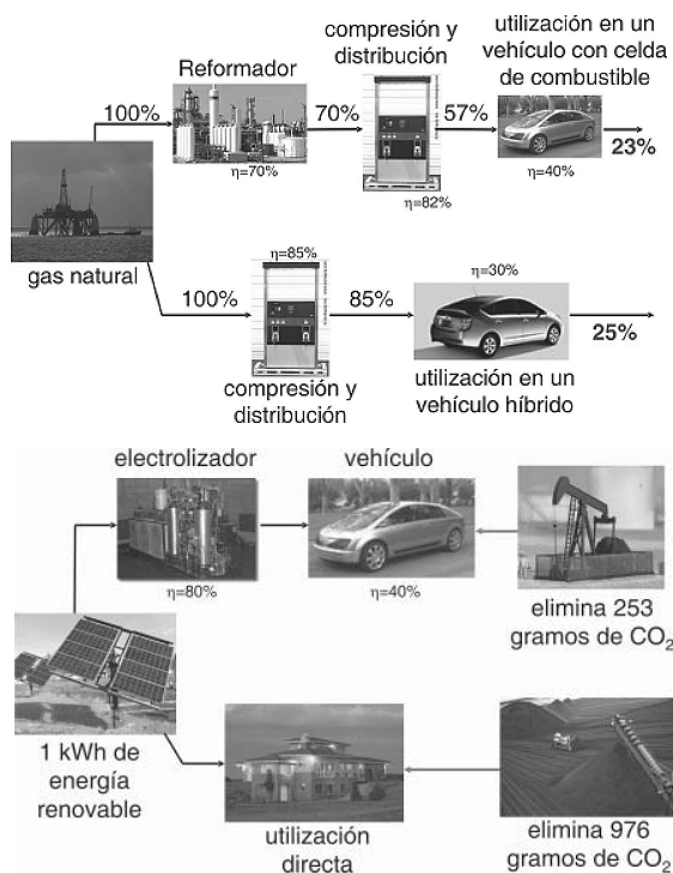 compresión y
distribución
utilización en un
vehículo con celda
de combustible
Reformador
100%
70%
57%
23%
η=70%
η=82%
η=40%
gas natural
η=85%
η=30%
100%
85%
25%
compresión y
distribución
utilización en un
vehículo híbrido
electrolizador
vehículo
η=80%
η=40%
elimina 253
gramos de CO₂
1 kWh de
energía
renovable
utilización
directa
elimina 976
gramos de CO₂